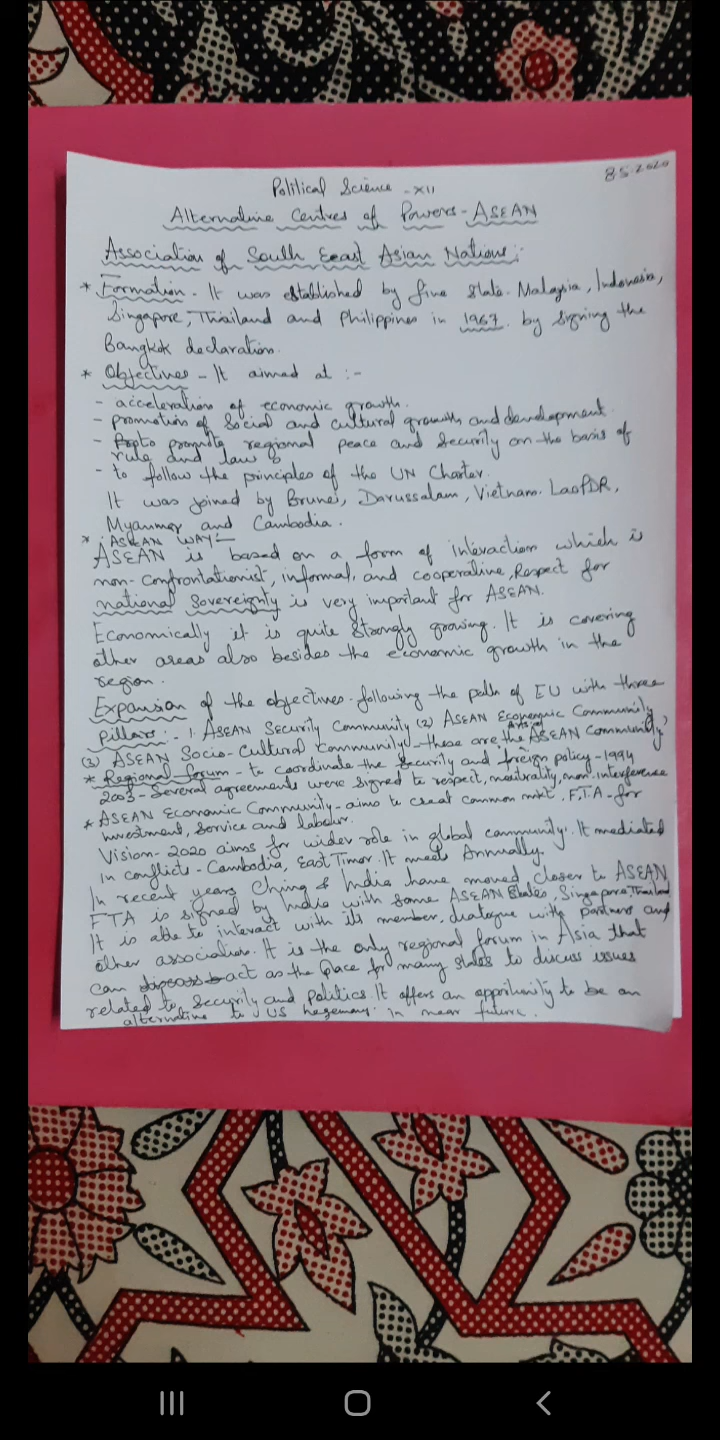 8.5.2020
Political Science - XII
Alternative Centres of Powers - ASEAN
Association of South East Asian Nations:-
* Formation - It was established by five state. Malaysia, Indonesia,
Singapore, Thailand and Philippines in 1967. by signing the
Bangkok declaration.
* Objectives - It aimed at :-
- acceleration of economic growth.
- promotion of Social and cultural growth and development.
- to promote regional peace and security on the basis of
rule and law
- to follow the principles of the UN Charter.
It was joined by Brunei, Darussalam, Vietnam. Lao PDR,
Myanmar and Cambodia.
* ASEAN WAY:-
ASEAN is based on a form of interaction which is
non-confrontationist, informal, and cooperative, Respect for
national Sovereignty is very important for ASEAN.
Economically it is quite strongly growing. It is covering
other areas also besides the economic growth in the
region.
Expansion of the objectives. following the path of EU with three
pillars:- 1. ASEAN Security Community (2) ASEAN Economic Community
(3) ASEAN Socio-Cultural Community - these are the ASEAN Community'
* Regional forum - to coordinate the security and foreign policy - 1994
2003 - Several agreements were signed to respect, neutrality, non. interference
* ASEAN Economic Community - aims to creat common mkt. F.T.A - for
investment, service and labour.
Vision- 2020 aims for wider role in global community. It mediated
in conflicts - Cambodia, East Timor. It meets Annually.
In recent years China & India have moved closer to ASEAN
FTA is signed by India with some ASEAN States, Singapore, Thailand
It is able to interact with its member, dialogue with partners and
other association. It is the only regional forum in Asia that
can act as the place for many states to discuss issues
related to security and politics. It offers an opportunity to be an
alternative to US hegemony. in near future.